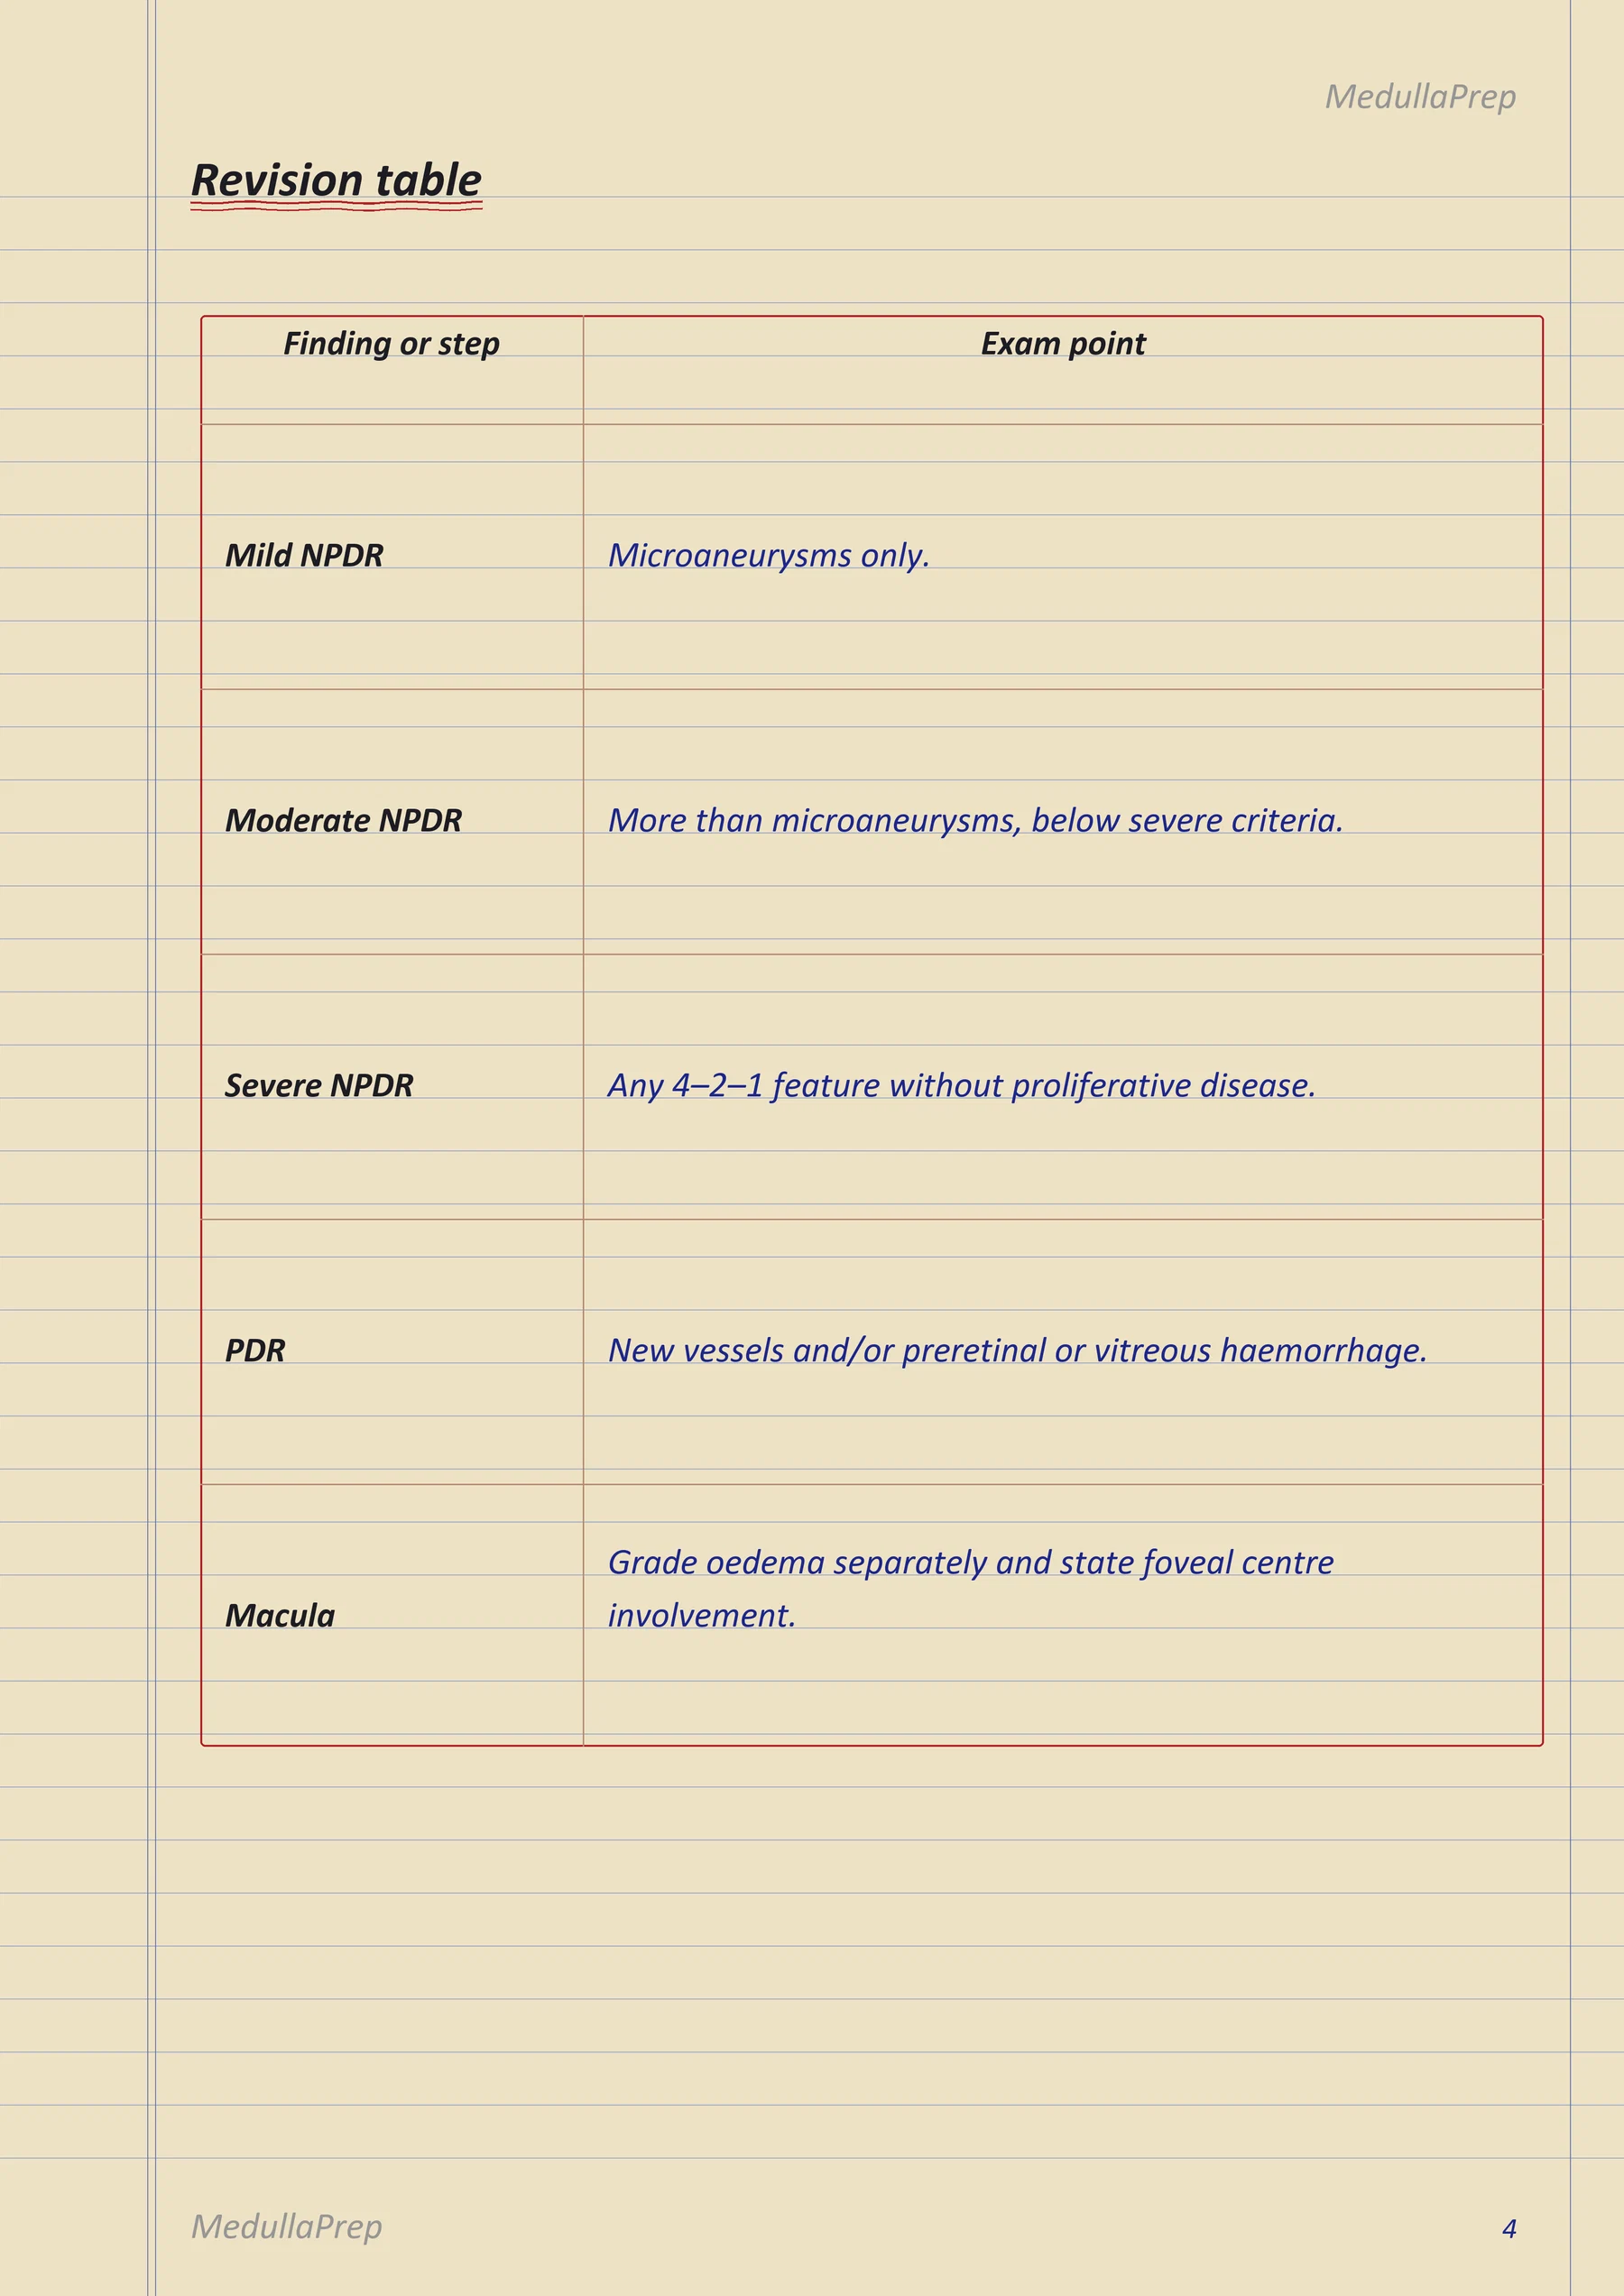 MedullaPrep
Revision table
Finding or step
Exam point
Mild NPDR
Microaneurysms only.
Moderate NPDR
More than microaneurysms, below severe criteria.
Severe NPDR
Any 4–2–1 feature without proliferative disease.
PDR
New vessels and/or preretinal or vitreous haemorrhage.
Macula
Grade oedema separately and state foveal centre
involvement.
MedullaPrep
4